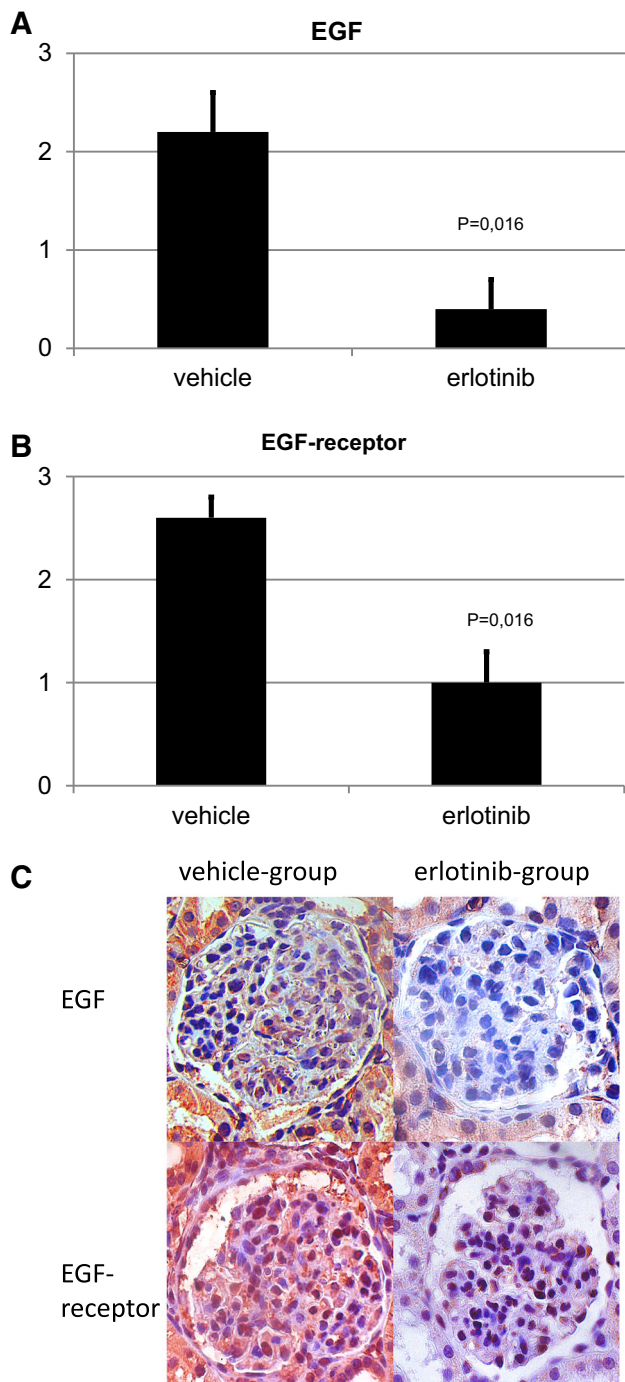 A
EGF
3
2
1
0
P=0,016
vehicle
erlotinib
B
EGF-receptor
3
2
1
0
P=0,016
vehicle
erlotinib
C
vehicle-group
erlotinib-group
EGF
EGF-
receptor